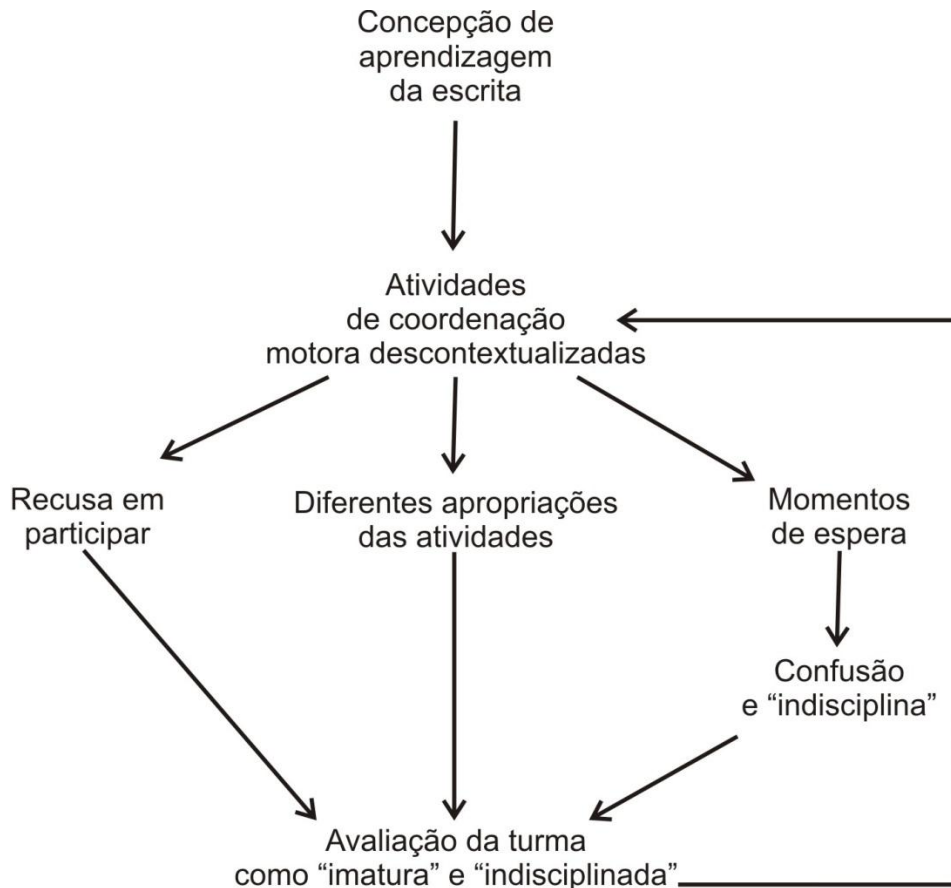 Concepção de
aprendizagem
da escrita
Atividades
de coordenação
motora descontextualizadas
Recusa em
participar
Diferentes apropriações
das atividades
Momentos
de espera
Confusão
e “indisciplina”
Avaliação da turma
como “imatura” e “indisciplinada”